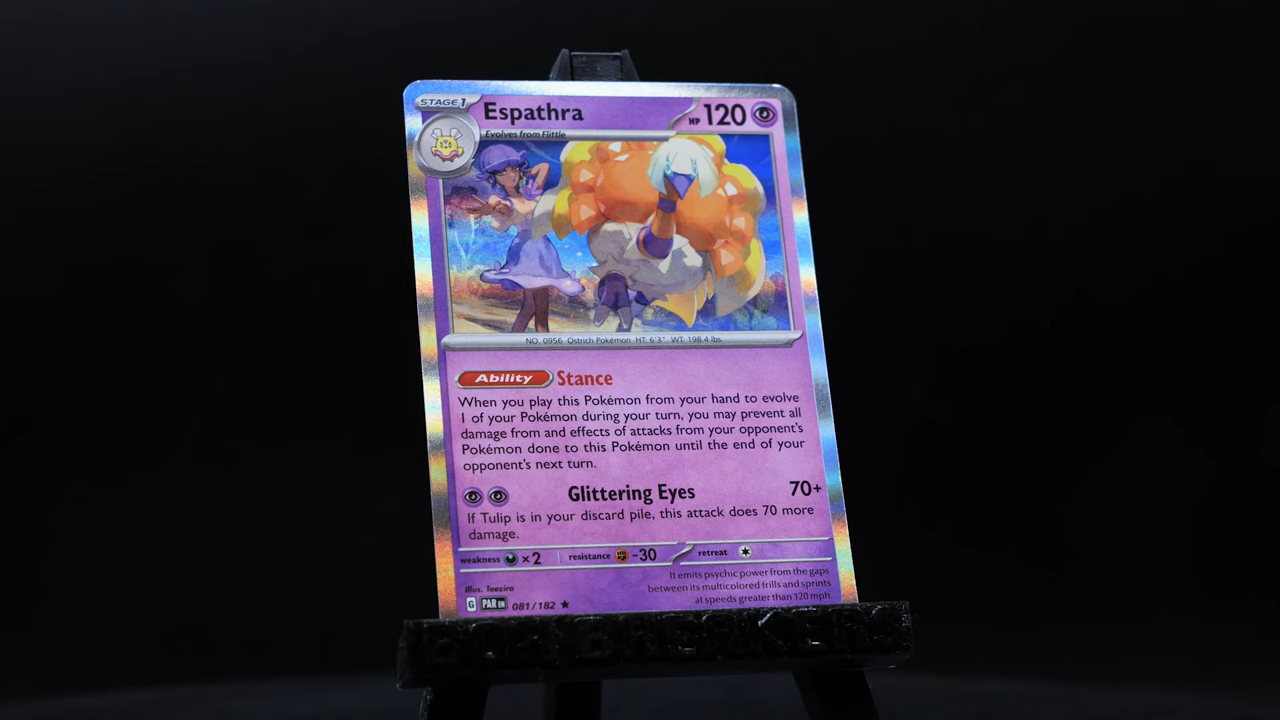 STAGE1
Espathra
HP 120
Evolves from Flittle
NO. 0956 Ostrich Pokémon HT: 6'3" WT: 198.4 lbs.
Ability Stance
When you play this Pokémon from your hand to evolve
1 of your Pokémon during your turn, you may prevent all
damage from and effects of attacks from your opponent's
Pokémon done to this Pokémon until the end of your
opponent's next turn.
Glittering Eyes 70+
If Tulip is in your discard pile, this attack does 70 more
damage.
weakness ×2 resistance -30 retreat
Illus. Teeziro
It emits psychic power from the gaps
between its multicolored frills and sprints
at speeds greater than 120 mph.
G PAR EN 081/182 ★